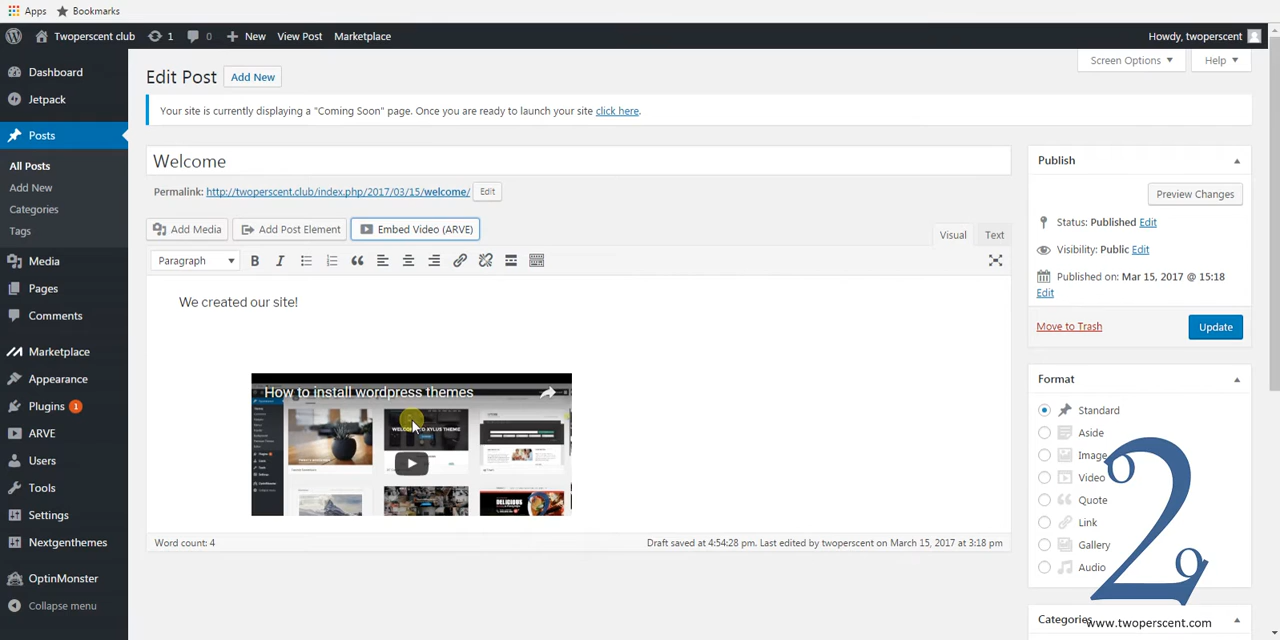 Apps Bookmarks
Twoperscent club 1 0 New View Post Marketplace Howdy, twoperscent
Dashboard
Jetpack
Posts
All Posts
Add New
Categories
Tags
Media
Pages
Comments
Marketplace
Appearance
Plugins 1
ARVE
Users
Tools
Settings
Nextgenthemes
OptinMonster
Collapse menu
Screen Options Help
Edit Post Add New
Your site is currently displaying a "Coming Soon" page. Once you are ready to launch your site click here.
Welcome
Permalink: http://twoperscent.club/index.php/2017/03/15/welcome/ Edit
Add Media Add Post Element Embed Video (ARVE)
Visual Text
Paragraph
We created our site!
How to install wordpress themes
Word count: 4 Draft saved at 4:54:28 pm. Last edited by twoperscent on March 15, 2017 at 3:18 pm
Publish
Preview Changes
Status: Published Edit
Visibility: Public Edit
Published on: Mar 15, 2017 @ 15:18
Edit
Move to Trash Update
Format
Standard
Aside
Image
Video
Quote
Link
Gallery
Audio
Categories
www.twoperscent.com